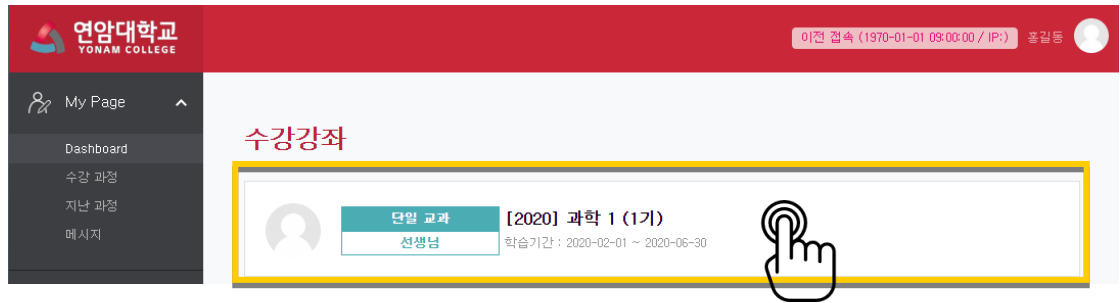 연암대학교
YONAM COLLEGE
이전 접속 (1970-01-01 09:00:00 / IP:)
홍길동
My Page
Dashboard
수강 과정
지난 과정
메시지
수강강좌
단일 교과
선생님
[2020] 과학 1 (1기)
학습기간 : 2020-02-01 ~ 2020-06-30